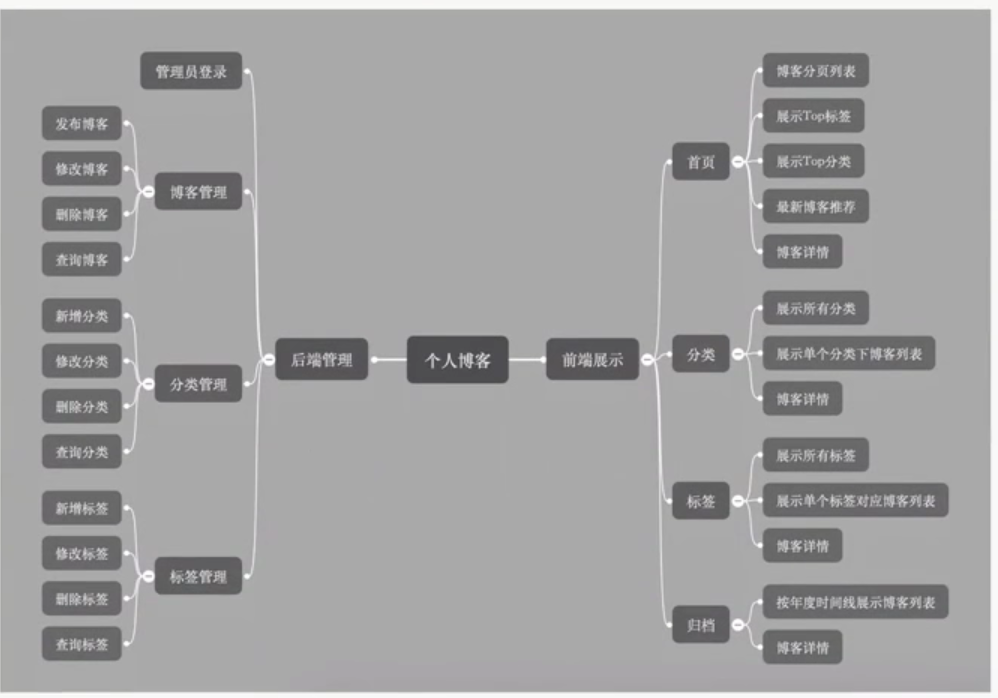 个人博客
后端管理
管理员登录
博客管理
发布博客
修改博客
删除博客
查询博客
分类管理
新增分类
修改分类
删除分类
查询分类
标签管理
新增标签
修改标签
删除标签
查询标签
前端展示
首页
博客分页列表
展示Top标签
展示Top分类
最新博客推荐
博客详情
分类
展示所有分类
展示单个分类下博客列表
博客详情
标签
展示所有标签
展示单个标签对应博客列表
博客详情
归档
按年度时间线展示博客列表
博客详情